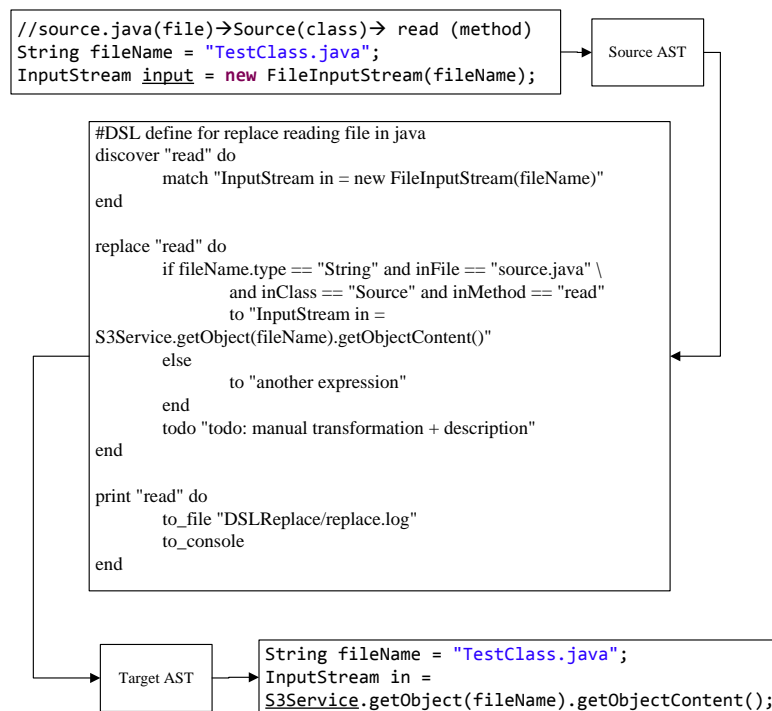 //source.java(file)→Source(class)→ read (method)
String fileName = "TestClass.java";
InputStream input = new FileInputStream(fileName);
Source AST
#DSL define for replace reading file in java
discover "read" do
match "InputStream in = new FileInputStream(fileName)"
end
replace "read" do
if fileName.type == "String" and inFile == "source.java" \
and inClass == "Source" and inMethod == "read"
to "InputStream in =
S3Service.getObject(fileName).getObjectContent()"
else
to "another expression"
end
todo "todo: manual transformation + description"
end
print "read" do
to_file "DSLReplace/replace.log"
to_console
end
Target AST
String fileName = "TestClass.java";
InputStream in =
S3Service.getObject(fileName).getObjectContent();